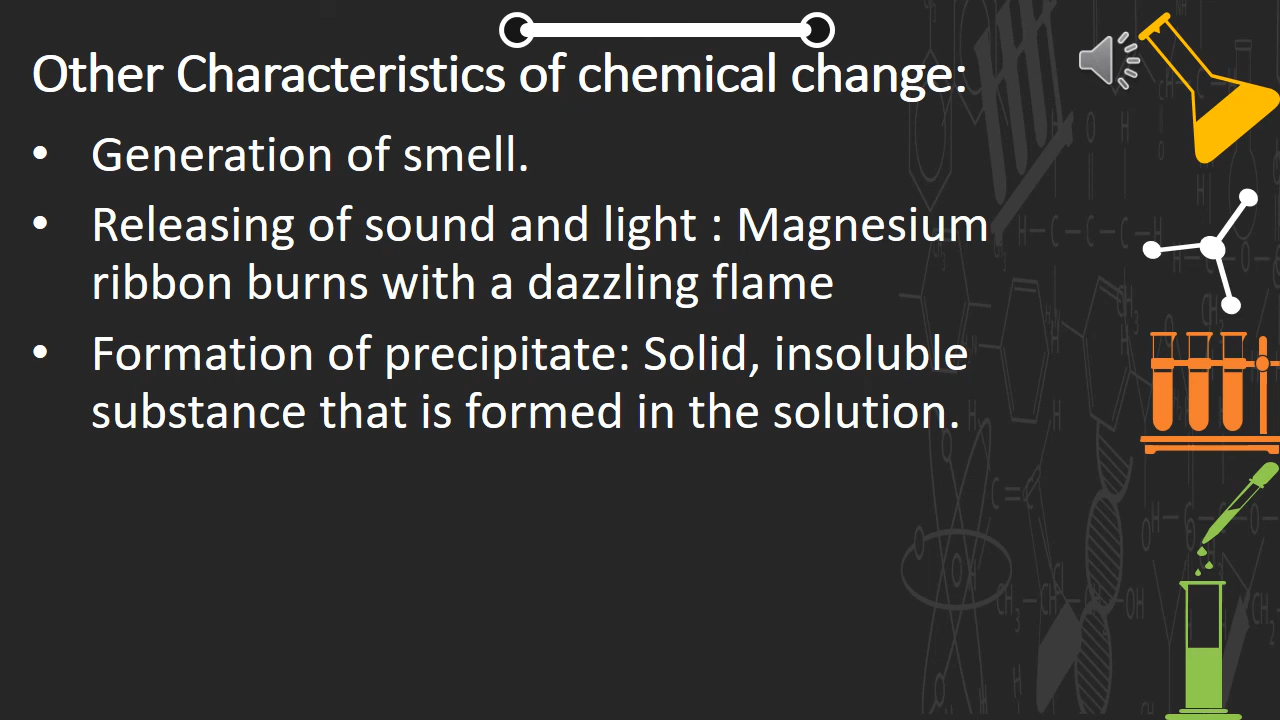 Other Characteristics of chemical change:
• Generation of smell.
• Releasing of sound and light : Magnesium
ribbon burns with a dazzling flame
• Formation of precipitate: Solid, insoluble
substance that is formed in the solution.